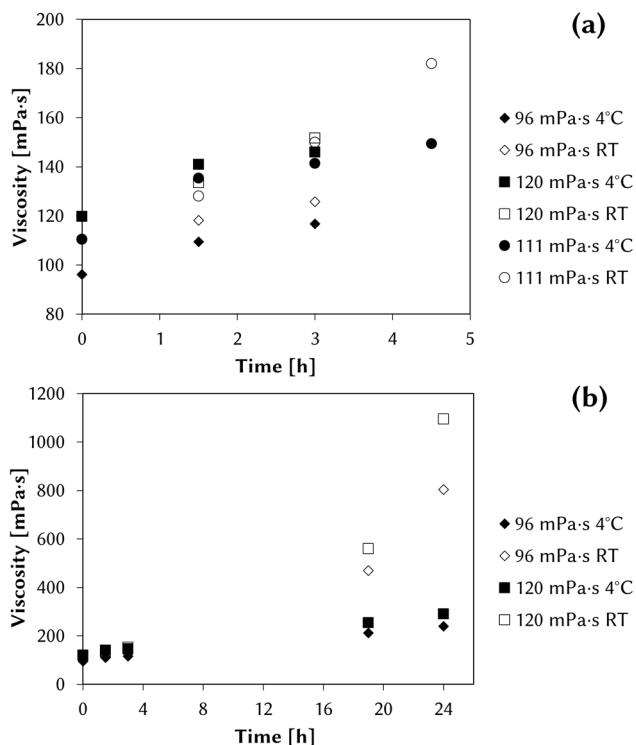 (a)
200
180
160
140
120
100
80
Viscosity [mPa·s]
0 1 2 3 4 5
Time [h]
96 mPa·s 4°C
96 mPa·s RT
120 mPa·s 4°C
120 mPa·s RT
111 mPa·s 4°C
111 mPa·s RT
(b)
1200
1000
800
600
400
200
0
Viscosity [mPa·s]
0 4 8 12 16 20 24
Time [h]
96 mPa·s 4°C
96 mPa·s RT
120 mPa·s 4°C
120 mPa·s RT